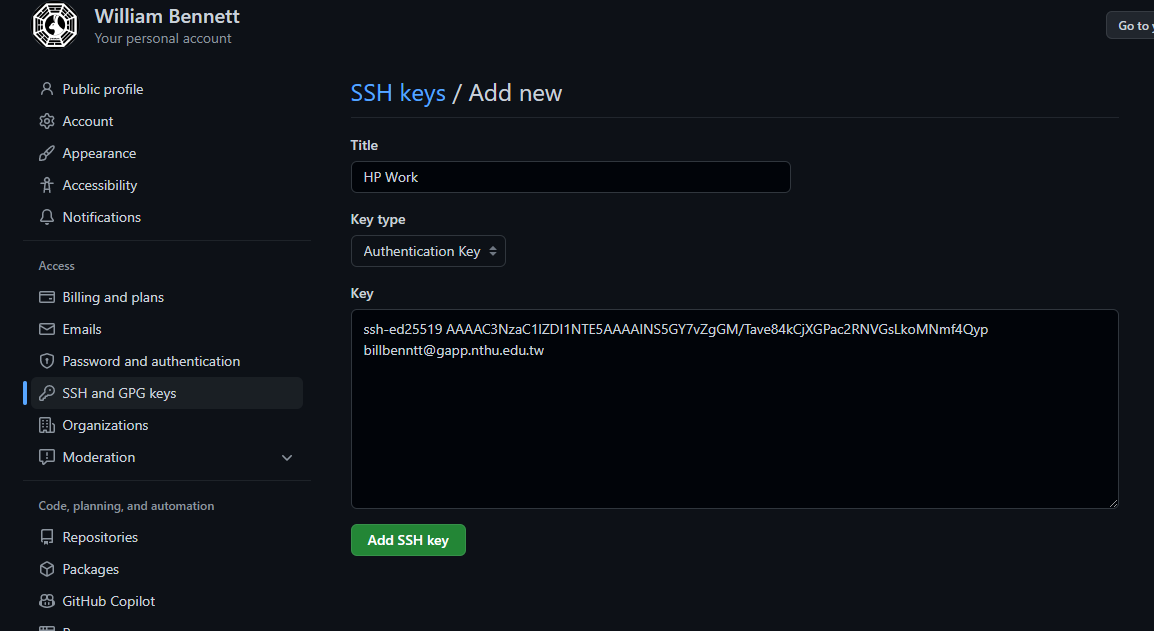 William Bennett
Your personal account
Go to
Public profile
Account
Appearance
Accessibility
Notifications
Access
Billing and plans
Emails
Password and authentication
SSH and GPG keys
Organizations
Moderation
Code, planning, and automation
Repositories
Packages
GitHub Copilot
SSH keys / Add new
Title
HP Work
Key type
Authentication Key
Key
ssh-ed25519 AAAAC3NzaC1lZDI1NTE5AAAAINS5GY7vZgGM/Tave84kCjXGPac2RNVGsLkoMNmf4Qyp
billbenntt@gapp.nthu.edu.tw
Add SSH key